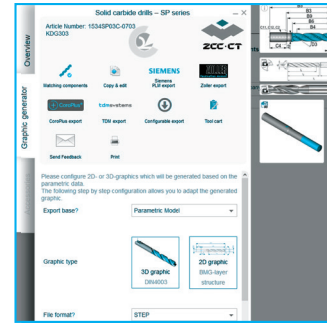 Solid carbide drills – SP series
Article Number: 1534SP03C-0703
KDG303
ZCC·CT
Overview
Graphic generator
Matching components
Copy & edit
SIEMENS
Siemens
PLM export
Zoller export
CoroPlus
CoroPlus export
tdmsystems
TDM export
Configurable export
Tool cart
Send Feedback
Print
Please configure 2D- or 3D-graphics which will be generated based on the
parametric data.
The following step by step configuration allows you to adapt the generated
graphic.
Export base?
Parametric Model
Graphic type
3D graphic
DIN4003
2D graphic
BMG-layer
structure
File format?
STEP
B5
B4
D3